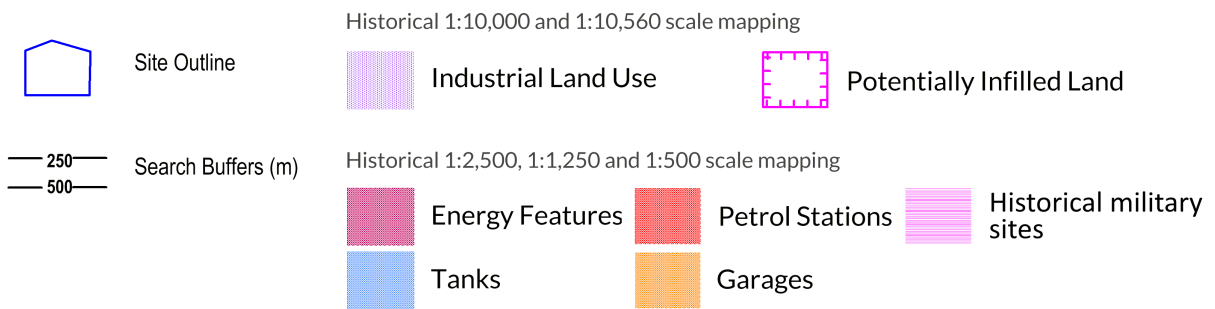 Historical 1:10,000 and 1:10,560 scale mapping
Site Outline
Industrial Land Use
Potentially Infilled Land
250
500
Search Buffers (m)
Historical 1:2,500, 1:1,250 and 1:500 scale mapping
Energy Features
Petrol Stations
Historical military
sites
Tanks
Garages